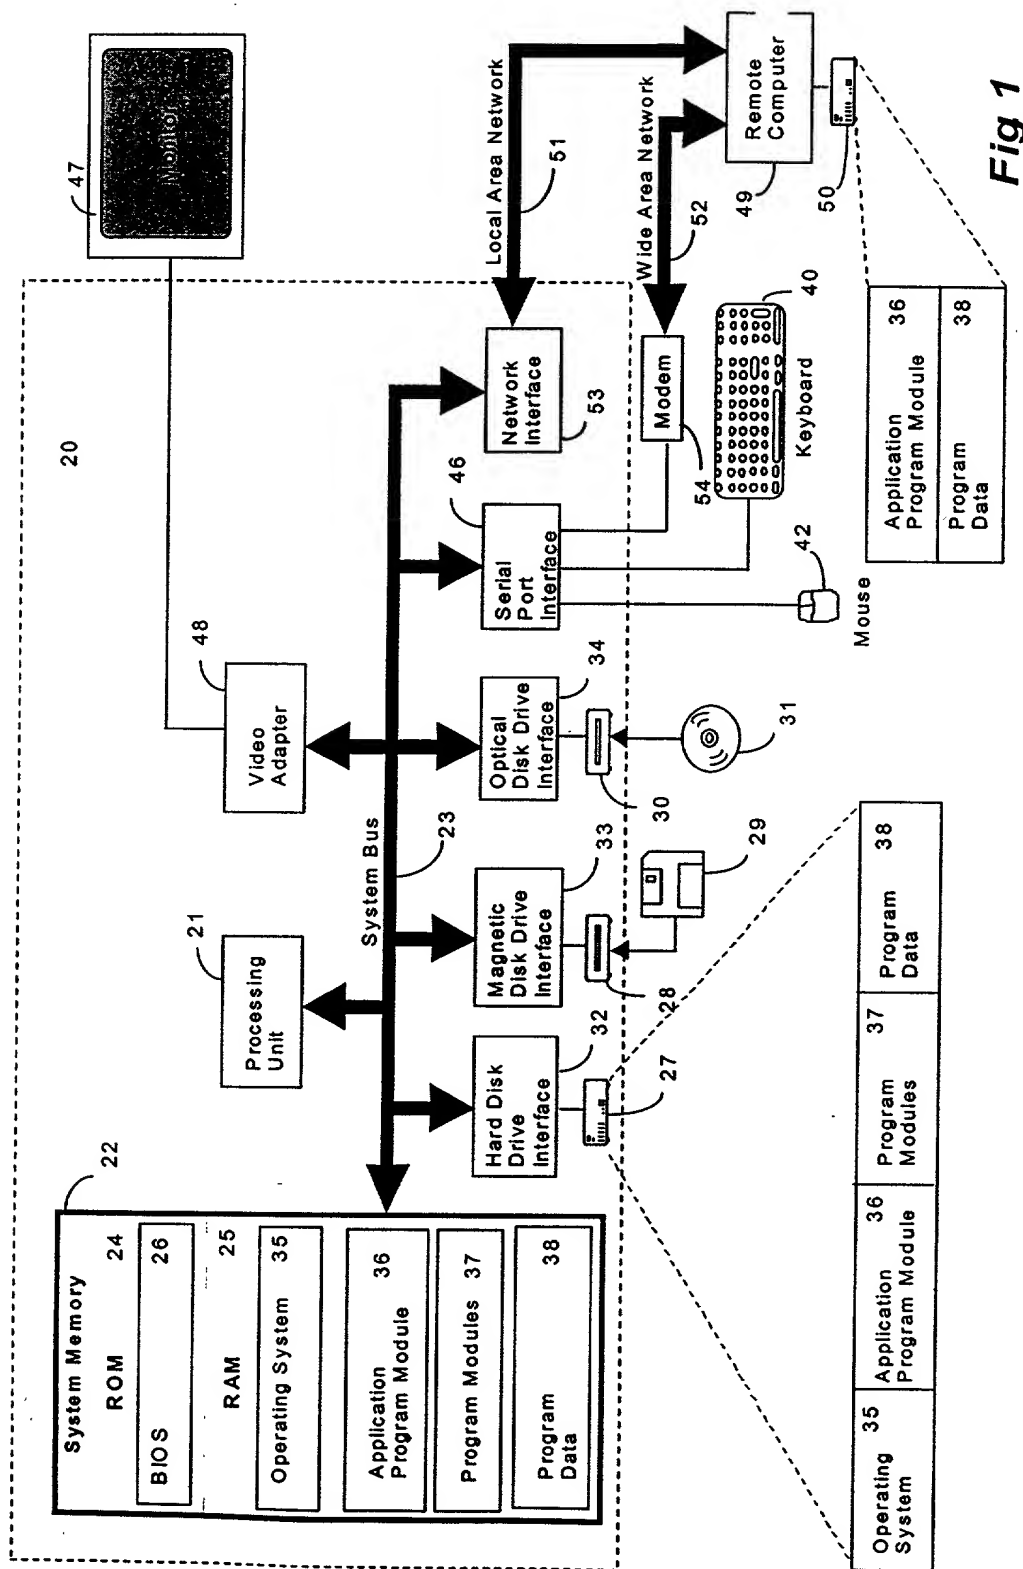 System Memory
ROM 24
BIOS 26
RAM 25
Operating System 35
Application
Program Module
36
Program Modules 37
Program
Data
38
22
Processing
Unit
21
Video
Adapter
48
47
Monitor
20
System Bus
23
Hard Disk
Drive
Interface
32
Magnetic
Disk Drive
Interface
33
Optical
Disk Drive
Interface
34
Serial
Port
Interface
46
Network
Interface
53
27
28
29
30
31
Modem
54
Local Area Network
51
Wide Area Network
52
Remote
Computer
49
50
40
Keyboard
42
Mouse
Operating
System
35
Application
Program Module
36
Program
Modules
37
Program
Data
38
Application
Program Module
36
Program
Data
38
Fig 1